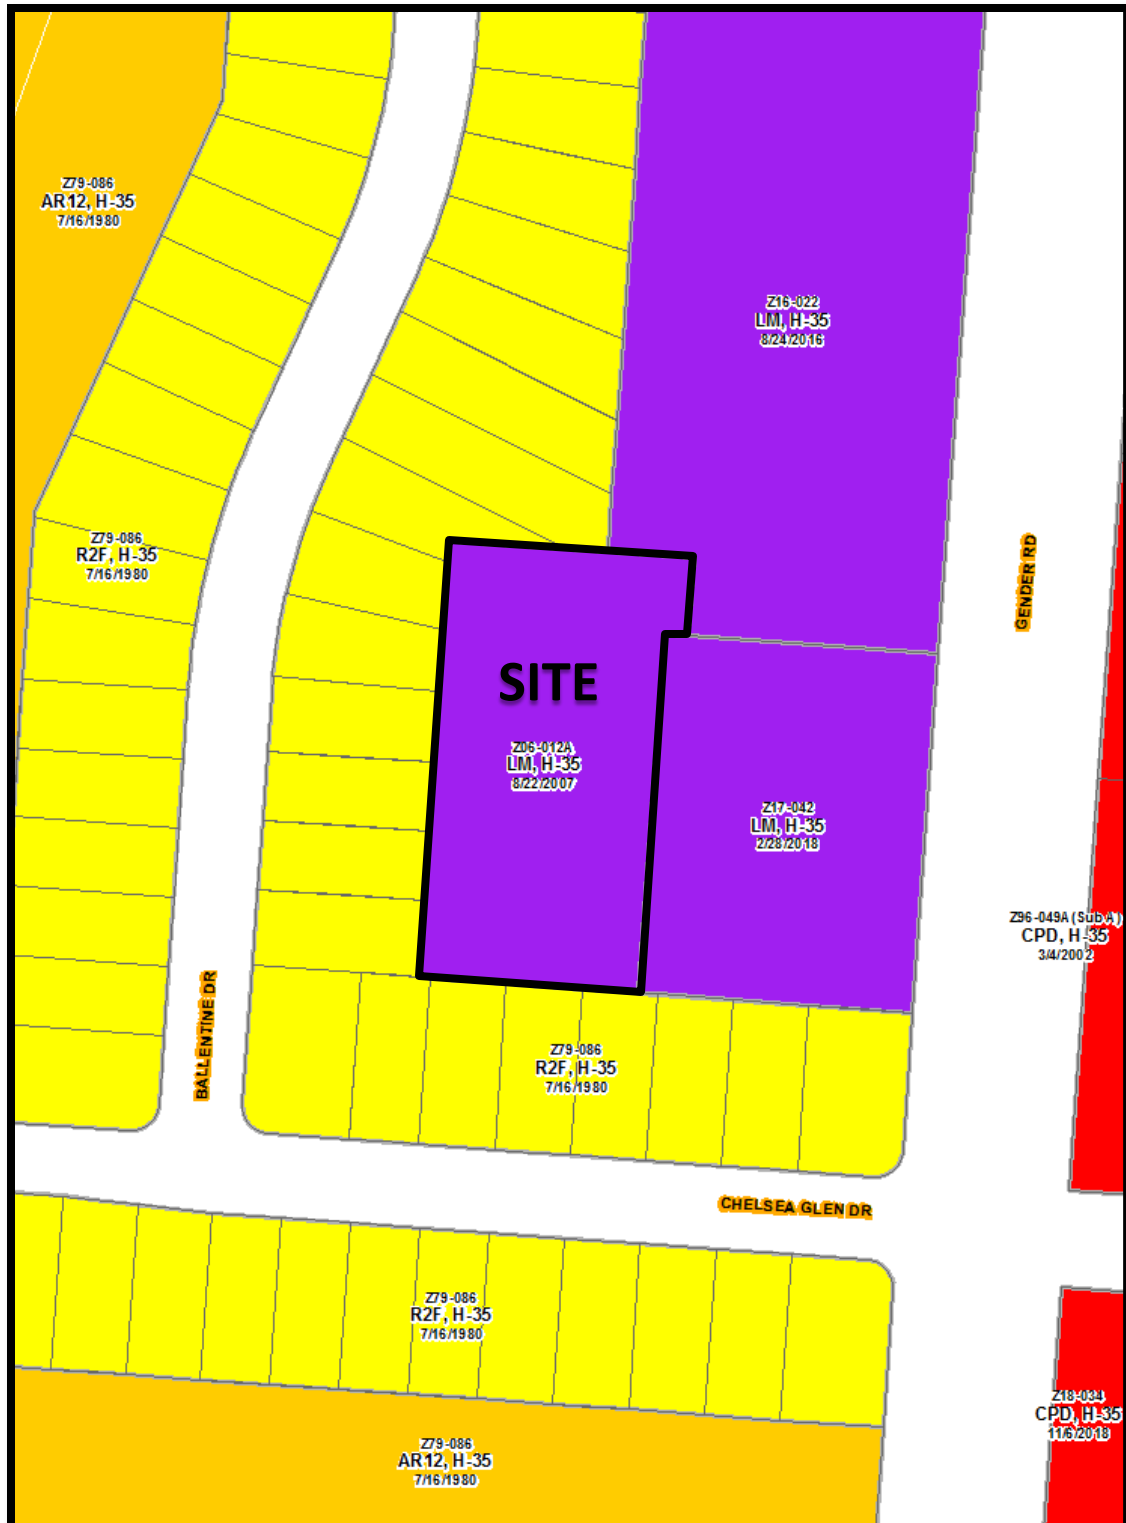 Z79-086
AR12, H-35
7/16/1980
Z16-022
LM, H-35
8/24/2016
Z79-086
R2F, H-35
7/16/1980
GENDER RD
SITE
Z06-012A
LM, H-35
8/22/2007
Z17-042
LM, H-35
2/28/2018
Z96-049A (Sub A)
CPD, H-35
3/4/2002
BALLENTINE DR
Z79-086
R2F, H-35
7/16/1980
CHELSEA GLEN DR
Z79-086
R2F, H-35
7/16/1980
Z18-034
CPD, H-35
11/6/2018
Z79-086
AR12, H-35
7/16/1980